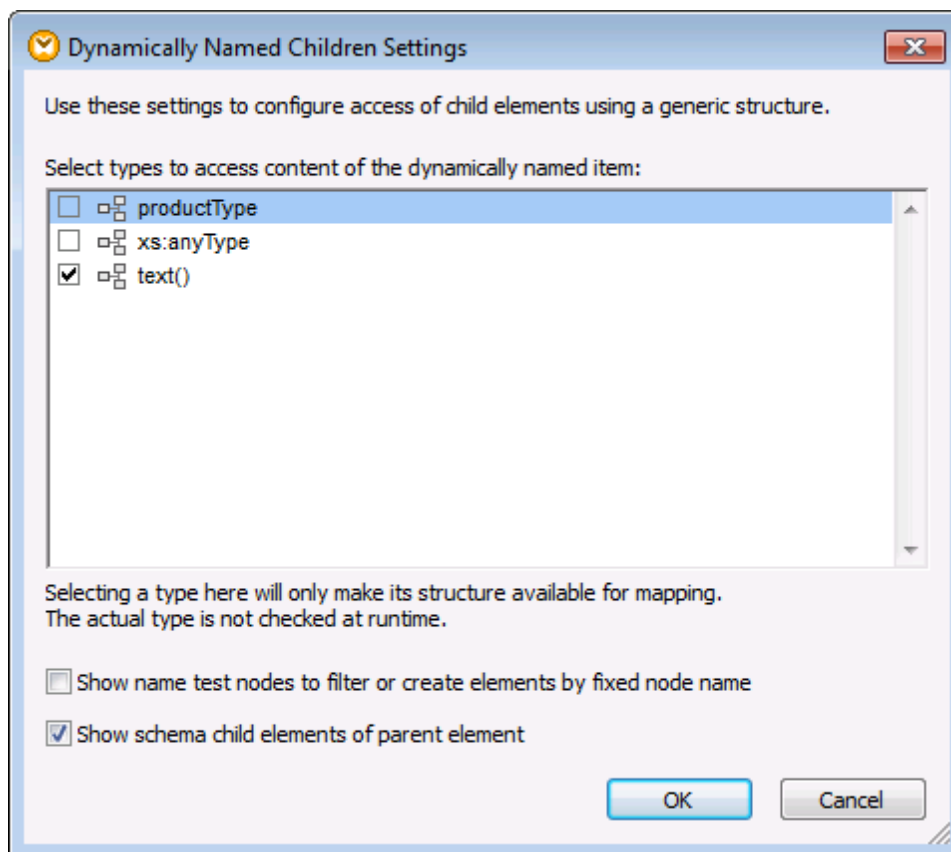 Dynamically Named Children Settings
Use these settings to configure access of child elements using a generic structure.
Select types to access content of the dynamically named item:
productType
xs:anyType
text()
Selecting a type here will only make its structure available for mapping.
The actual type is not checked at runtime.
Show name test nodes to filter or create elements by fixed node name
Show schema child elements of parent element
OK
Cancel